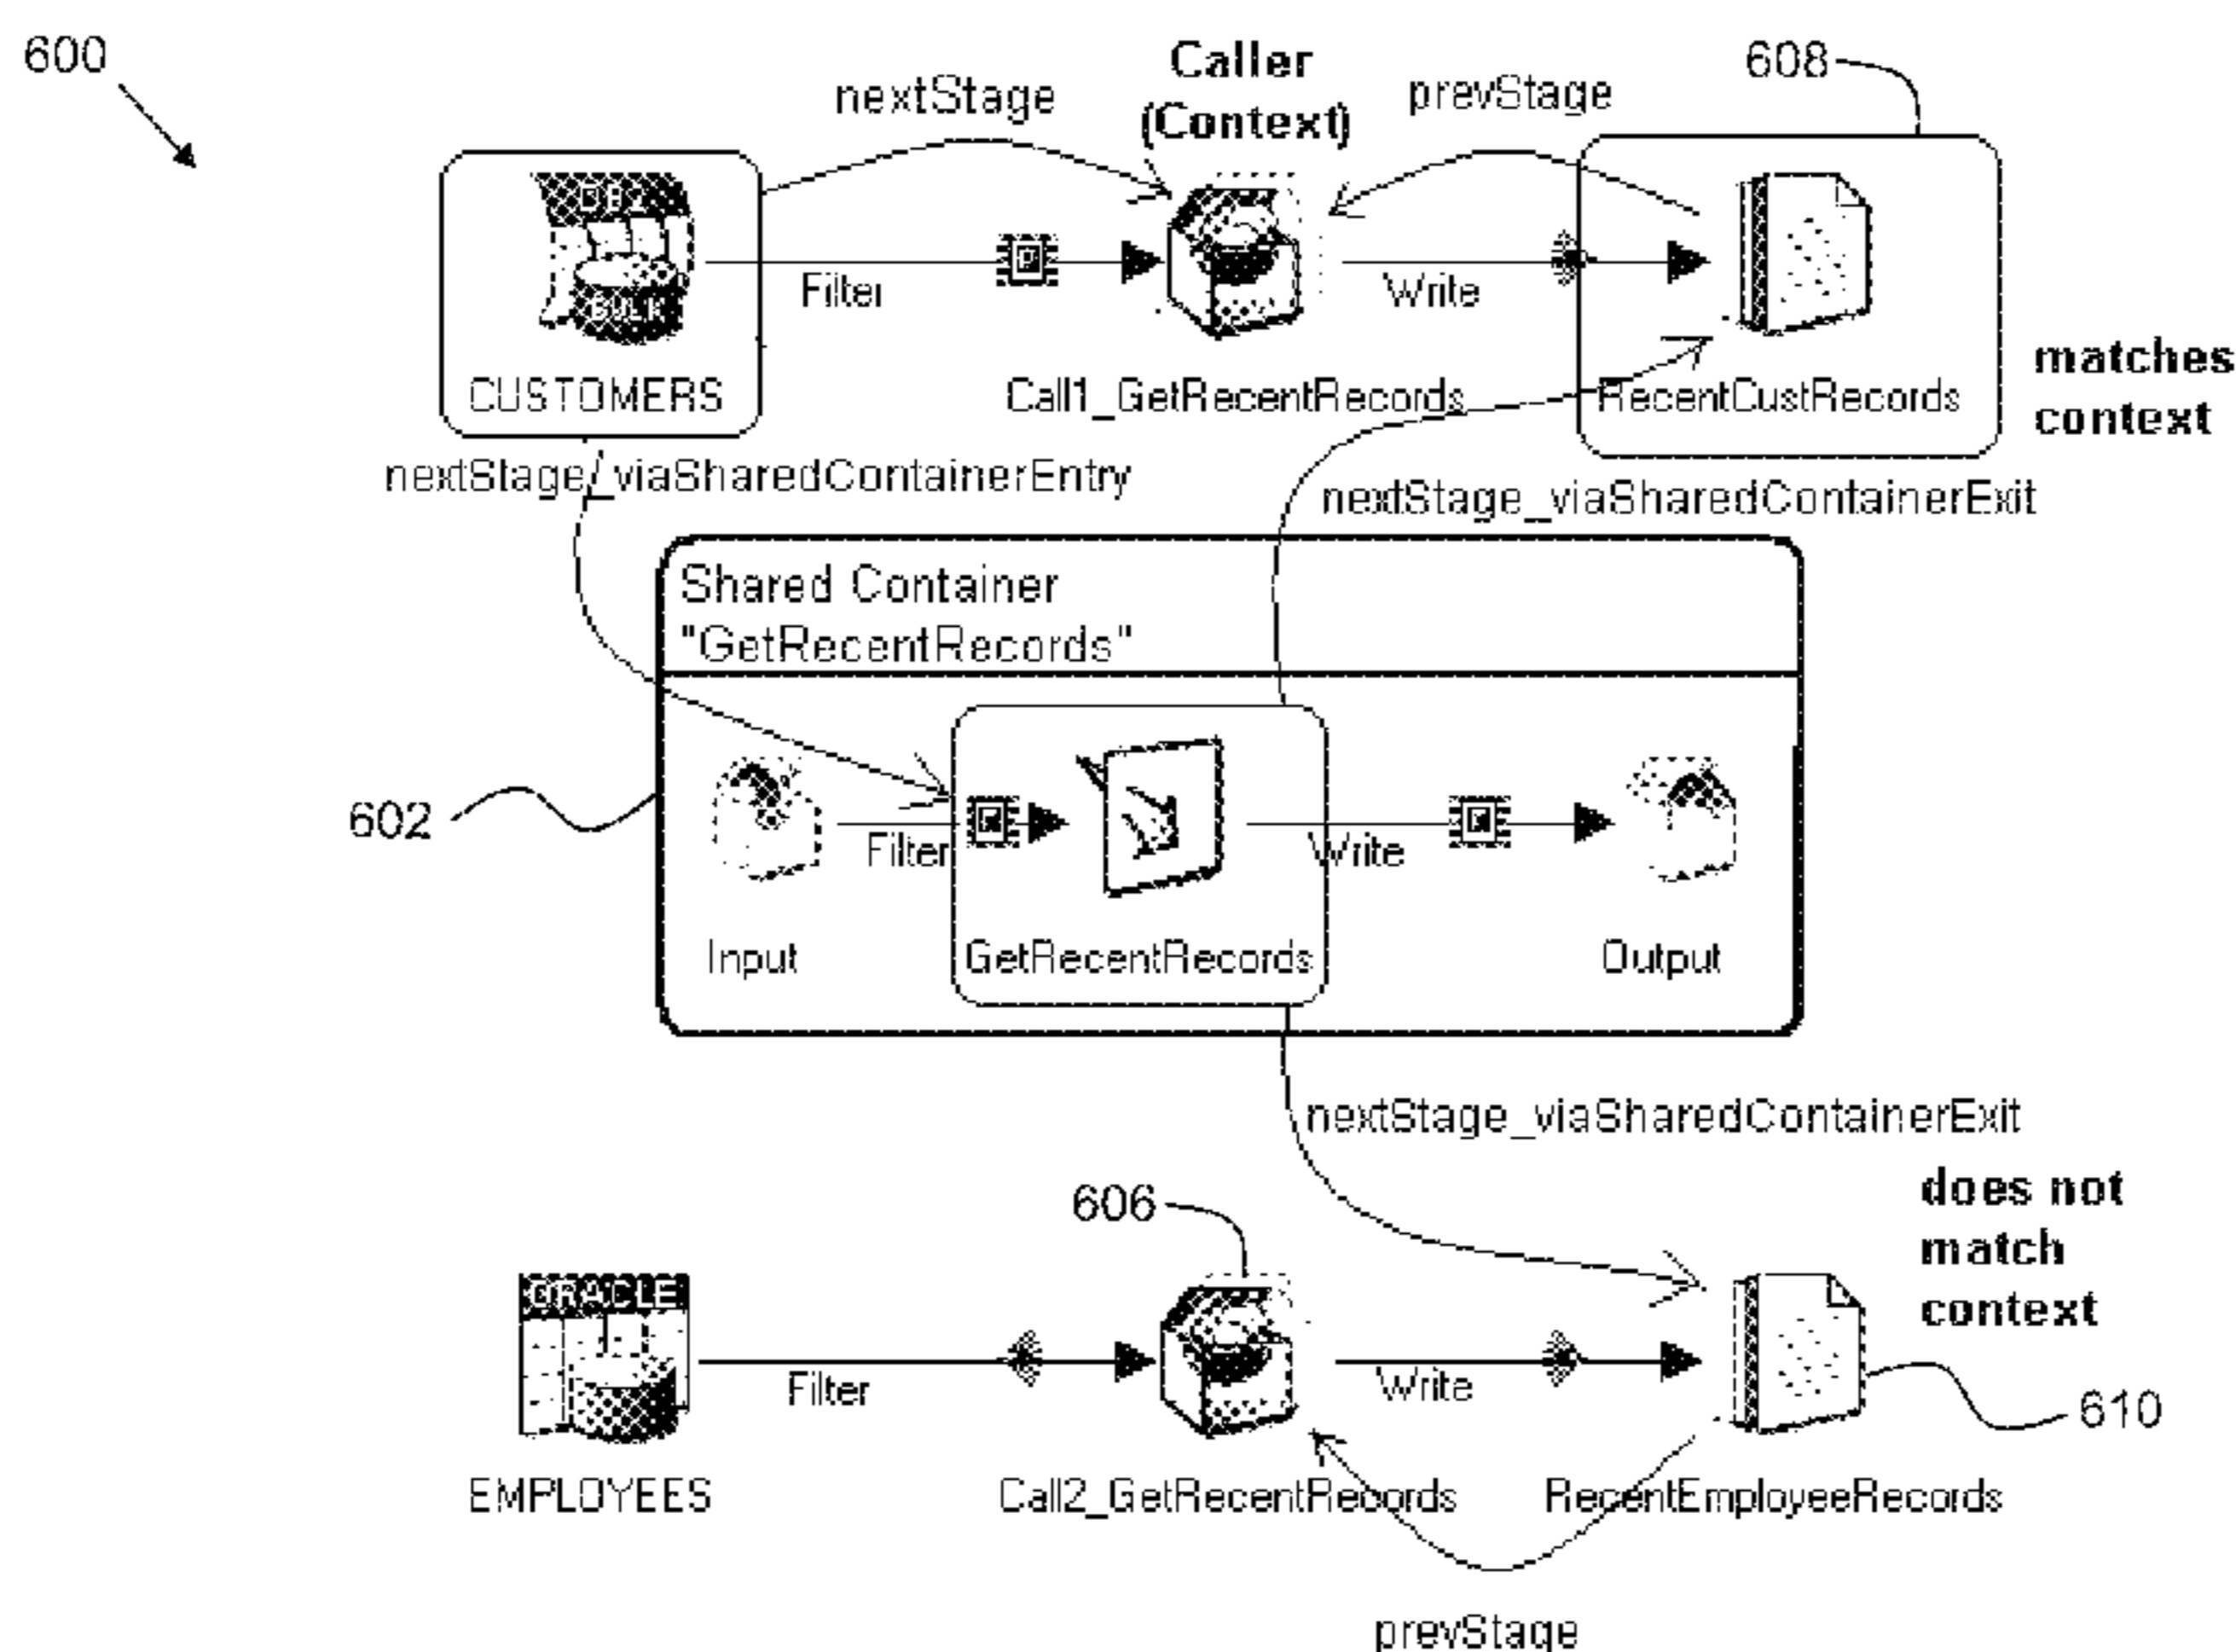 600
nextStage
Caller
(Context)
prevStage
608
DB2
BULK
Filter
Write
CUSTOMERS
Call1_GetRecentRecords
RecentCustRecords
matches
context
nextStage_viaSharedContainerEntry
nextStage_viaSharedContainerExit
Shared Container
"GetRecentRecords"
602
Filter
Write
Input
GetRecentRecords
Output
nextStage_viaSharedContainerExit
606
does not
match
context
ORACLE
Filter
Write
610
EMPLOYEES
Call2_GetRecentRecords
RecentEmployeeRecords
prevStage